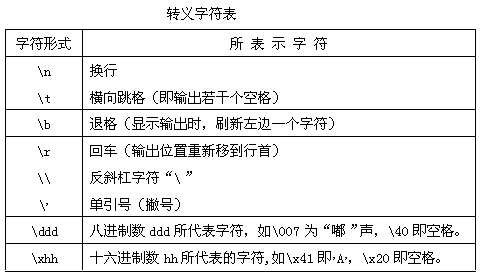 转义字符表
字符形式 所 表 示 字 符
\n 换行
\t 横向跳格（即输出若干个空格）
\b 退格（显示输出时，刷新左边一个字符）
\r 回车（输出位置重新移到行首）
\\ 反斜杠字符“\”
\’ 单引号（撇号）
\ddd 八进制数 ddd 所代表字符，如\007 为“嘟”声，\40 即空格。
\xhh 十六进制数 hh 所代表的字符,如\x41 即’A’，\x20 即空格。